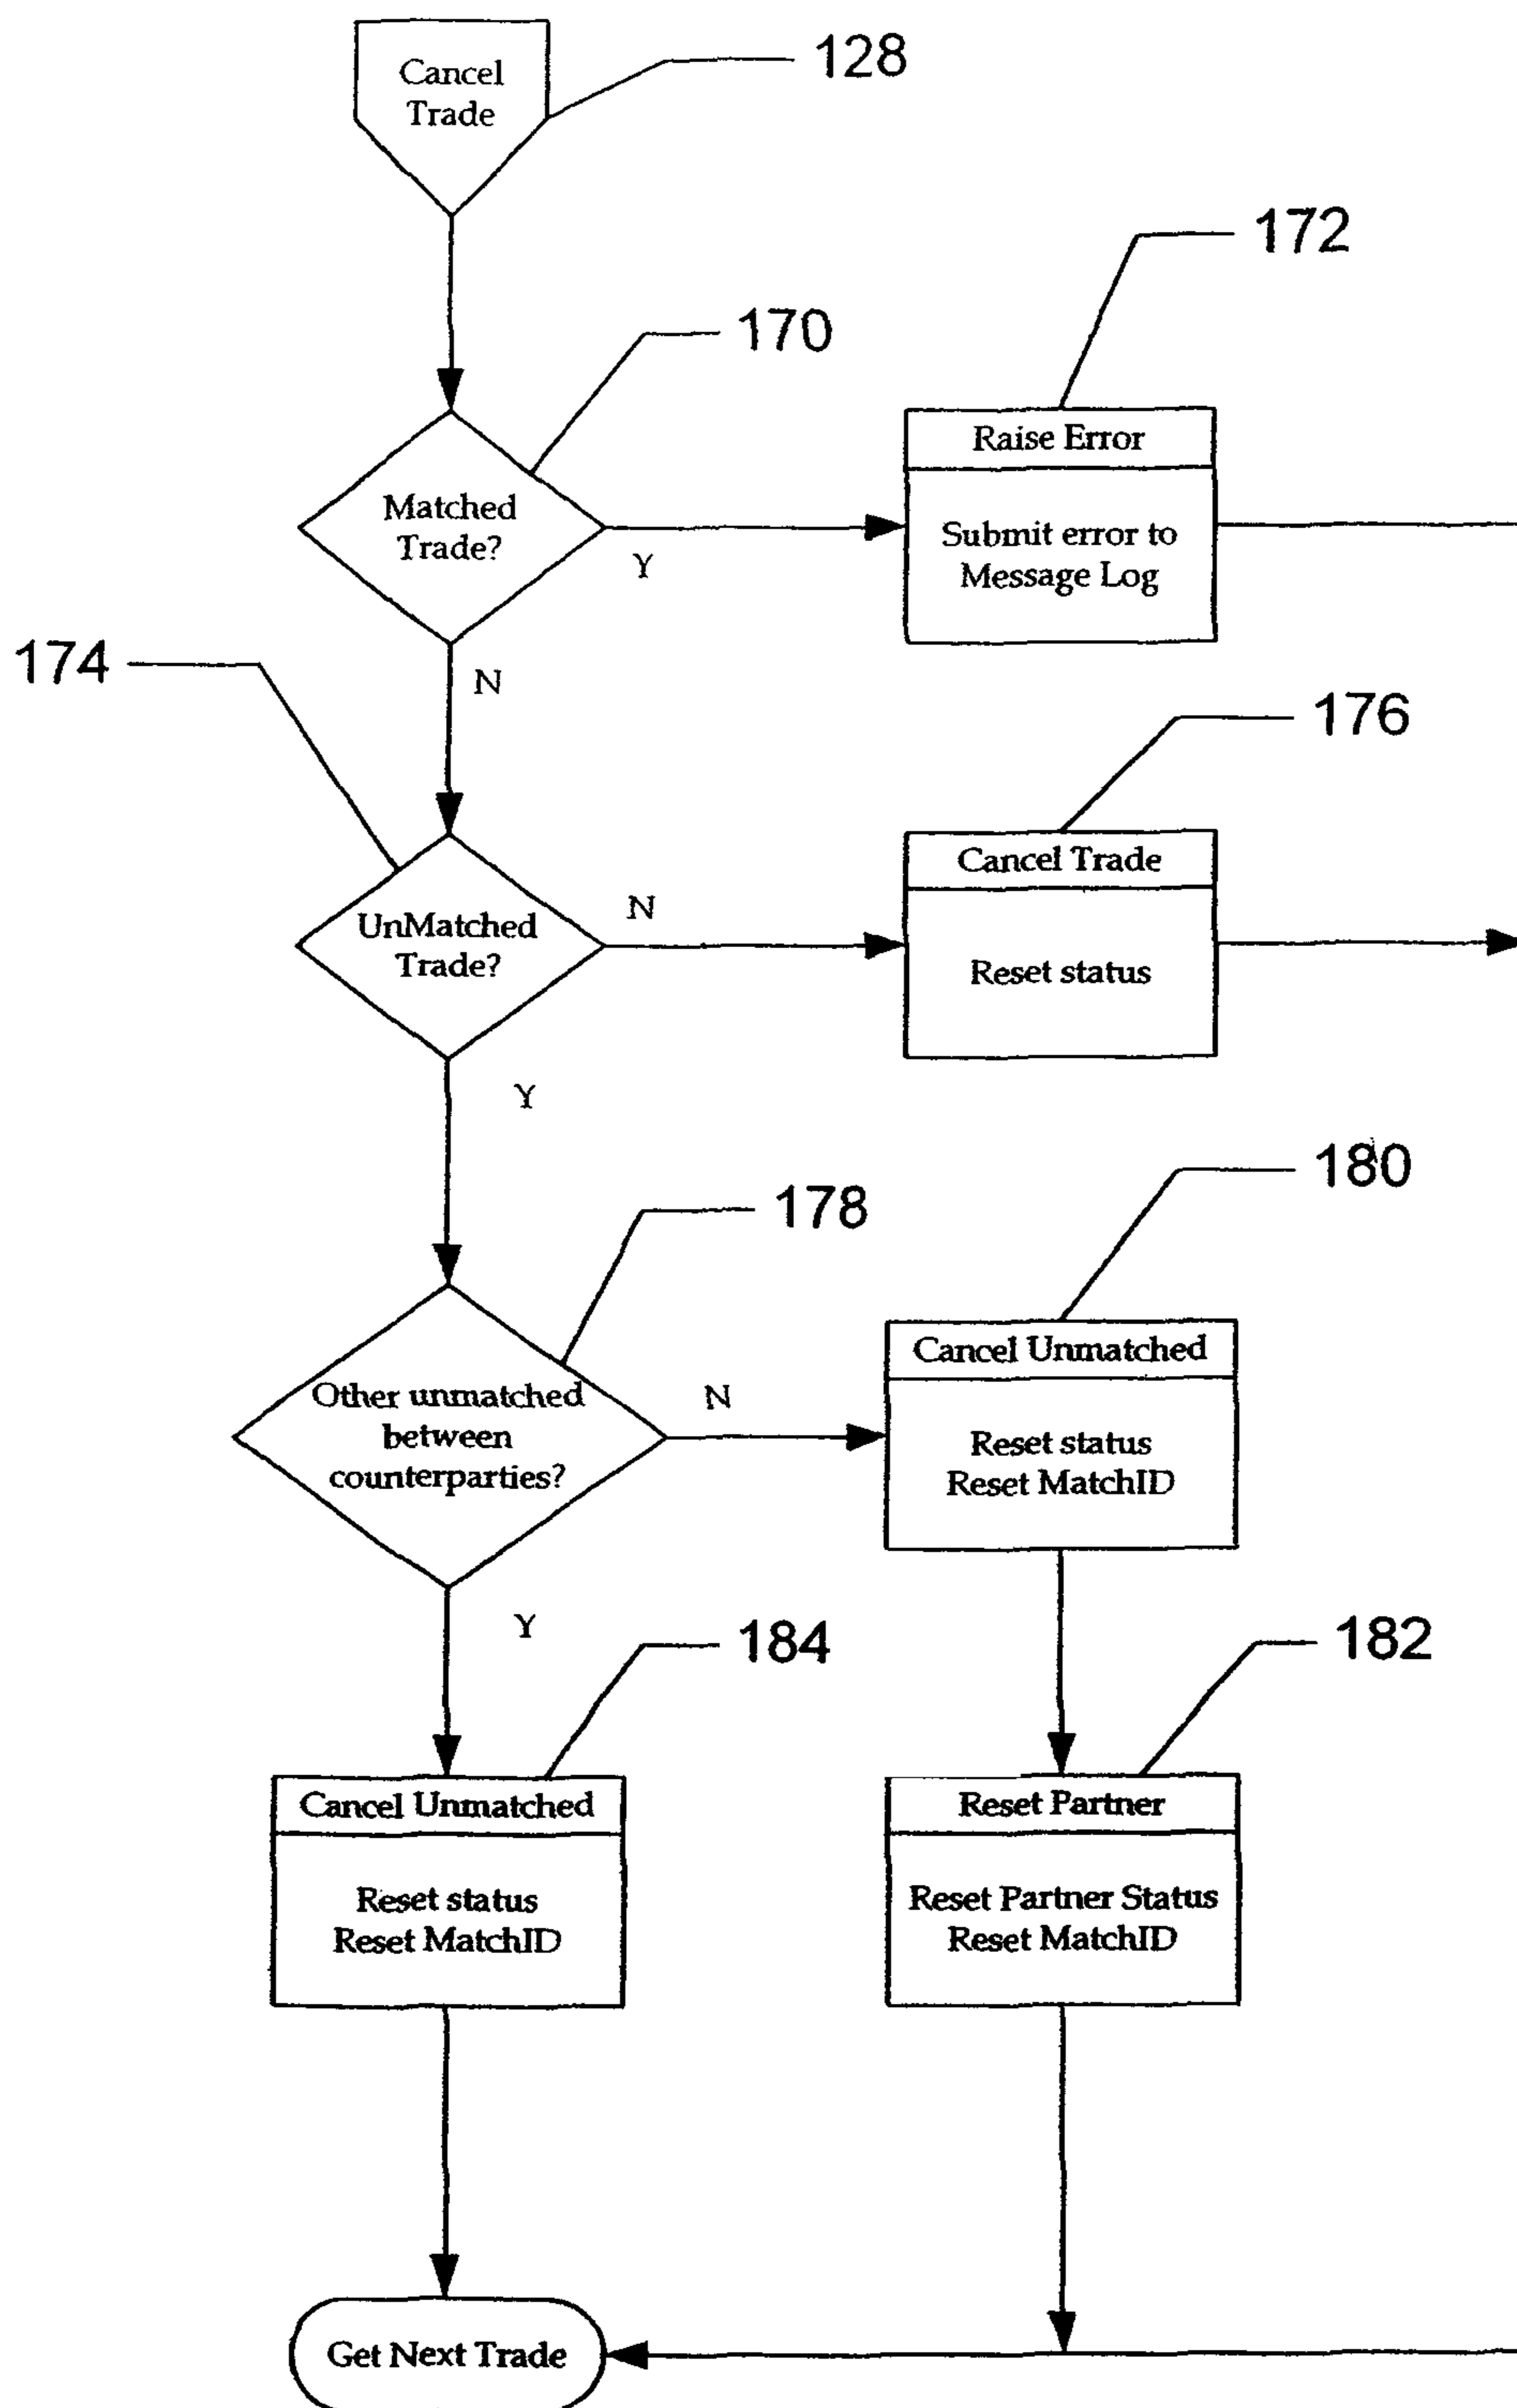 Cancel
Trade
128
172
170
Raise Error
Matched
Trade?
Submit error to
Message Log
Y
174
N
176
Cancel Trade
UnMatched
Trade?
N
Reset status
Y
180
178
Cancel Unmatched
Other unmatched
between
counterparties?
N
Reset status
Reset MatchID
Y
184
182
Cancel Unmatched
Reset Partner
Reset status
Reset MatchID
Reset Partner Status
Reset MatchID
Get Next Trade